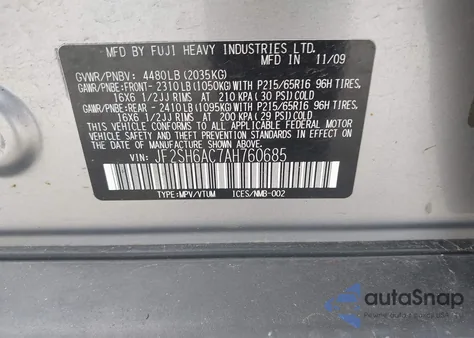 MFD BY FUJI HEAVY INDUSTRIES LTD. 11/09
GVWR/PNBV: 4480LB (2035KG)
GAWR/PNBE:FRONT- 2310LB(1050KG)WITH P215/65R16 96H TIRES,
16X6 1/2JJ RIMS AT 210 KPA (30 PSI) COLD
GAWR/PNBE:REAR - 2410LB(1095KG)WITH P215/65R16 96H TIRES,
16X6 1/2JJ RIMS AT 200 KPA (29 PSI) COLD
THIS VEHICLE CONFORMS TO ALL APPLICABLE FEDERAL MOTOR VEHICLE
SAFETY AND THEFT PREVENTION STANDARDS IN EFFECT ON
THE DATE OF MANUFACTURE SHOWN ABOVE.
VIN: JF2SH6AC7AH760685
TYPE:MPV/VTUM ICES/NMB-002
autoSnap